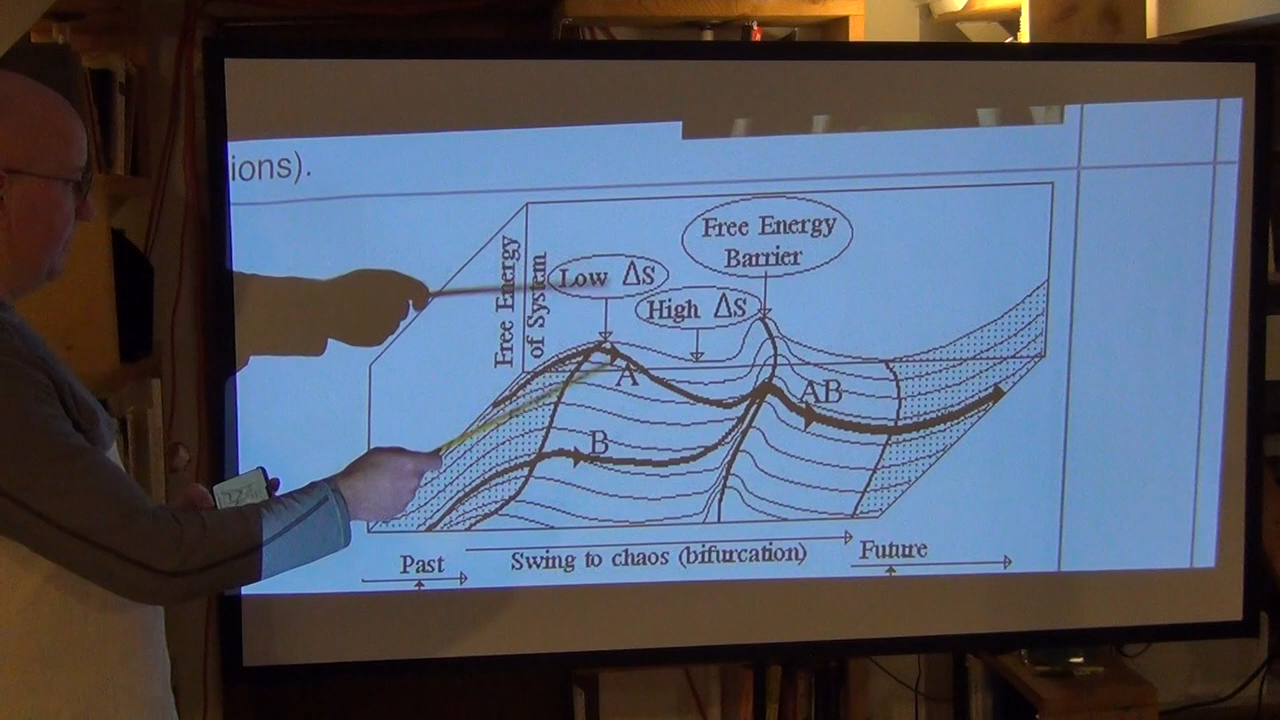 ions).
Free Energy
of System
Low ΔS
High ΔS
Free Energy
Barrier
A
B
AB
Past
Swing to chaos (bifurcation)
Future